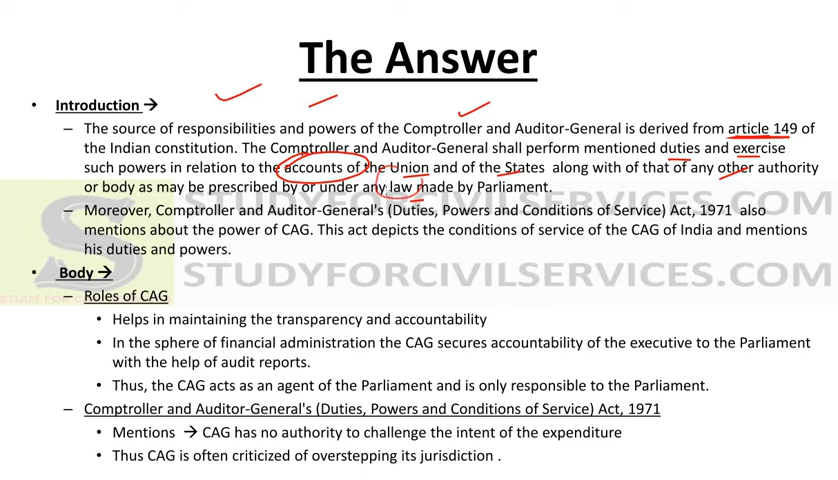 The Answer
• Introduction →
– The source of responsibilities and powers of the Comptroller and Auditor-General is derived from article 149 of
the Indian constitution. The Comptroller and Auditor-General shall perform mentioned duties and exercise
such powers in relation to the accounts of the Union and of the States along with of that of any other authority
or body as may be prescribed by or under any law made by Parliament.
STUDYFORCIVILSERVICES.COM
– Moreover, Comptroller and Auditor-General's (Duties, Powers and Conditions of Service) Act, 1971 also
mentions about the power of CAG. This act depicts the conditions of service of the CAG of India and mentions
his duties and powers.
• Body →
STUDYFORCIVILSERVICES.COM
– Roles of CAG
• Helps in maintaining the transparency and accountability
• In the sphere of financial administration the CAG secures accountability of the executive to the Parliament
with the help of audit reports.
• Thus, the CAG acts as an agent of the Parliament and is only responsible to the Parliament.
– Comptroller and Auditor-General's (Duties, Powers and Conditions of Service) Act, 1971
• Mentions → CAG has no authority to challenge the intent of the expenditure
• Thus CAG is often criticized of overstepping its jurisdiction .